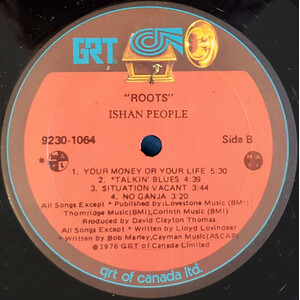 GRT
"ROOTS"
ISHAN PEOPLE
9230-1064 Side B
1. YOUR MONEY OR YOUR LIFE 5:30
2. *TALKIN' BLUES 4:39
3. SITUATION VACANT 3:44
4. NO GANJA 3:20
All Songs Except * Published by:Lovestone Music(BMI),
Thornridge Music(BMI),Corinth Music(BMI)
Produced by David Clayton Thomas
All Songs Except * Written by Lloyd Lovindeer
* Written by Bob Marley,Cayman Music(ASCAP)
℗1976 GRT of Canada Limited
grt of canada ltd.